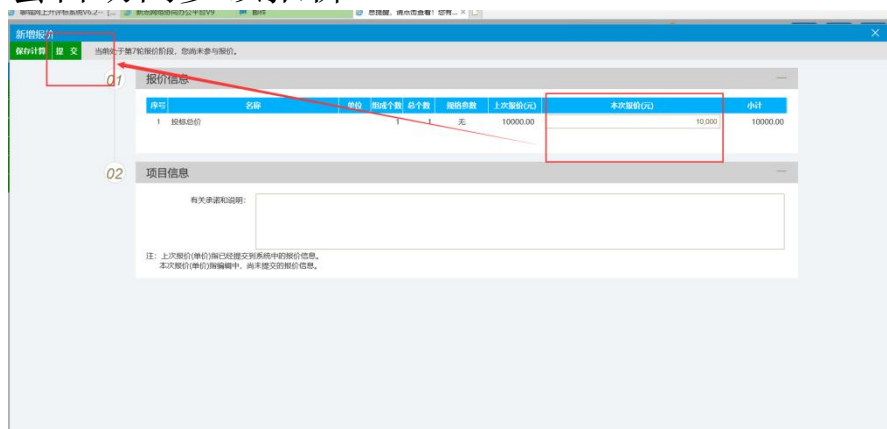 新增报价
保存计算 提 交 当前处于第7轮报价阶段，您尚未参与报价。
01 报价信息
序号 名称 单位 组成个数 总个数 规格参数 上次报价(元) 本次报价(元) 小计
1 投标总价 1 1 无 10000.00 10,000 10000.00
02 项目信息
有关承诺和说明：
注：上次报价(单价)指已经提交到系统中的报价信息。
本次报价(单价)指编辑中，尚未提交的报价信息。